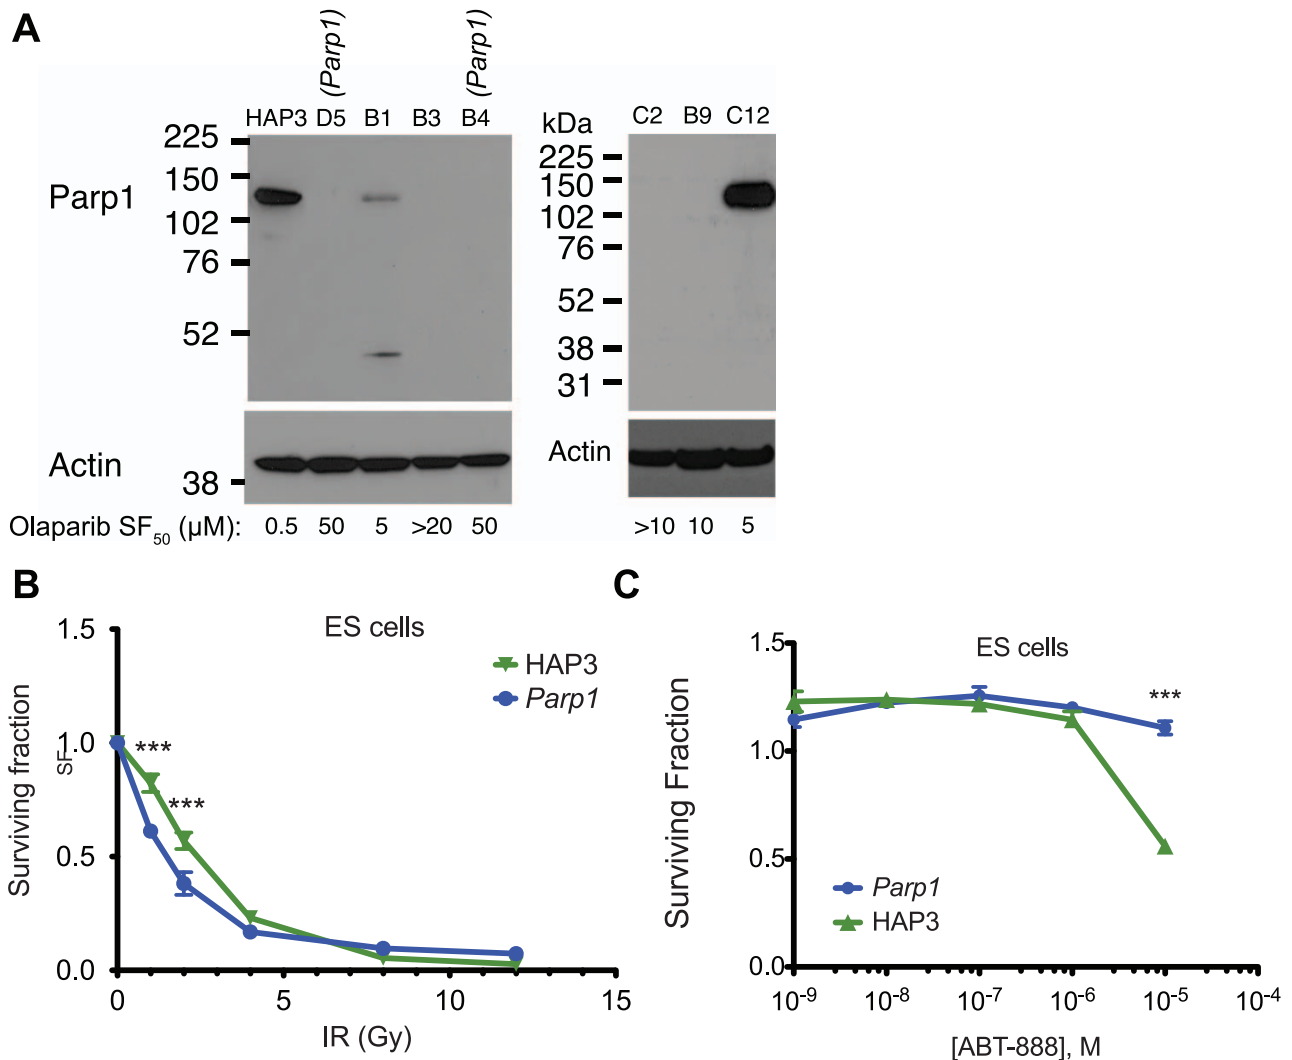 A
(Parp1)
(Parp1)
HAP3 D5 B1 B3 B4
kDa
C2 B9 C12
225
150
102
76
52
Parp1
225
150
102
76
52
38
31
Actin
38
Actin
Olaparib SF50 (µM): 0.5 50 5 >20 50 >10 10 5
B
ES cells
HAP3
Parp1
Surviving fraction
SF
1.5
1.0
0.5
0.0
***
***
0 5 10 15
IR (Gy)
C
ES cells
***
Surviving Fraction
1.5
1.0
0.5
0.0
Parp1
HAP3
10-9 10-8 10-7 10-6 10-5 10-4
[ABT-888], M